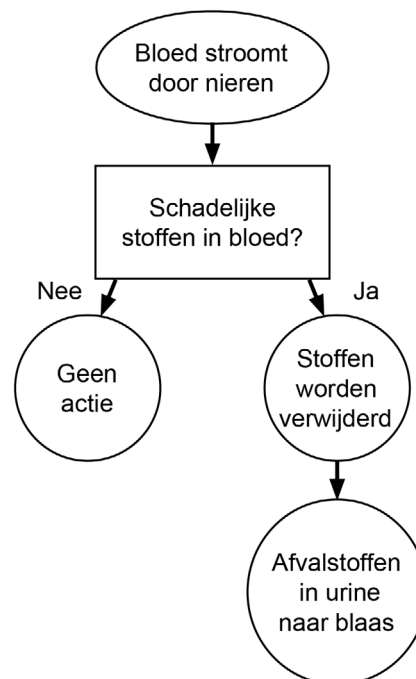 Bloed stroomt
door nieren
Schadelijke
stoffen in bloed?
Nee
Ja
Geen
actie
Stoffen
worden
verwijderd
Afvalstoffen
in urine
naar blaas